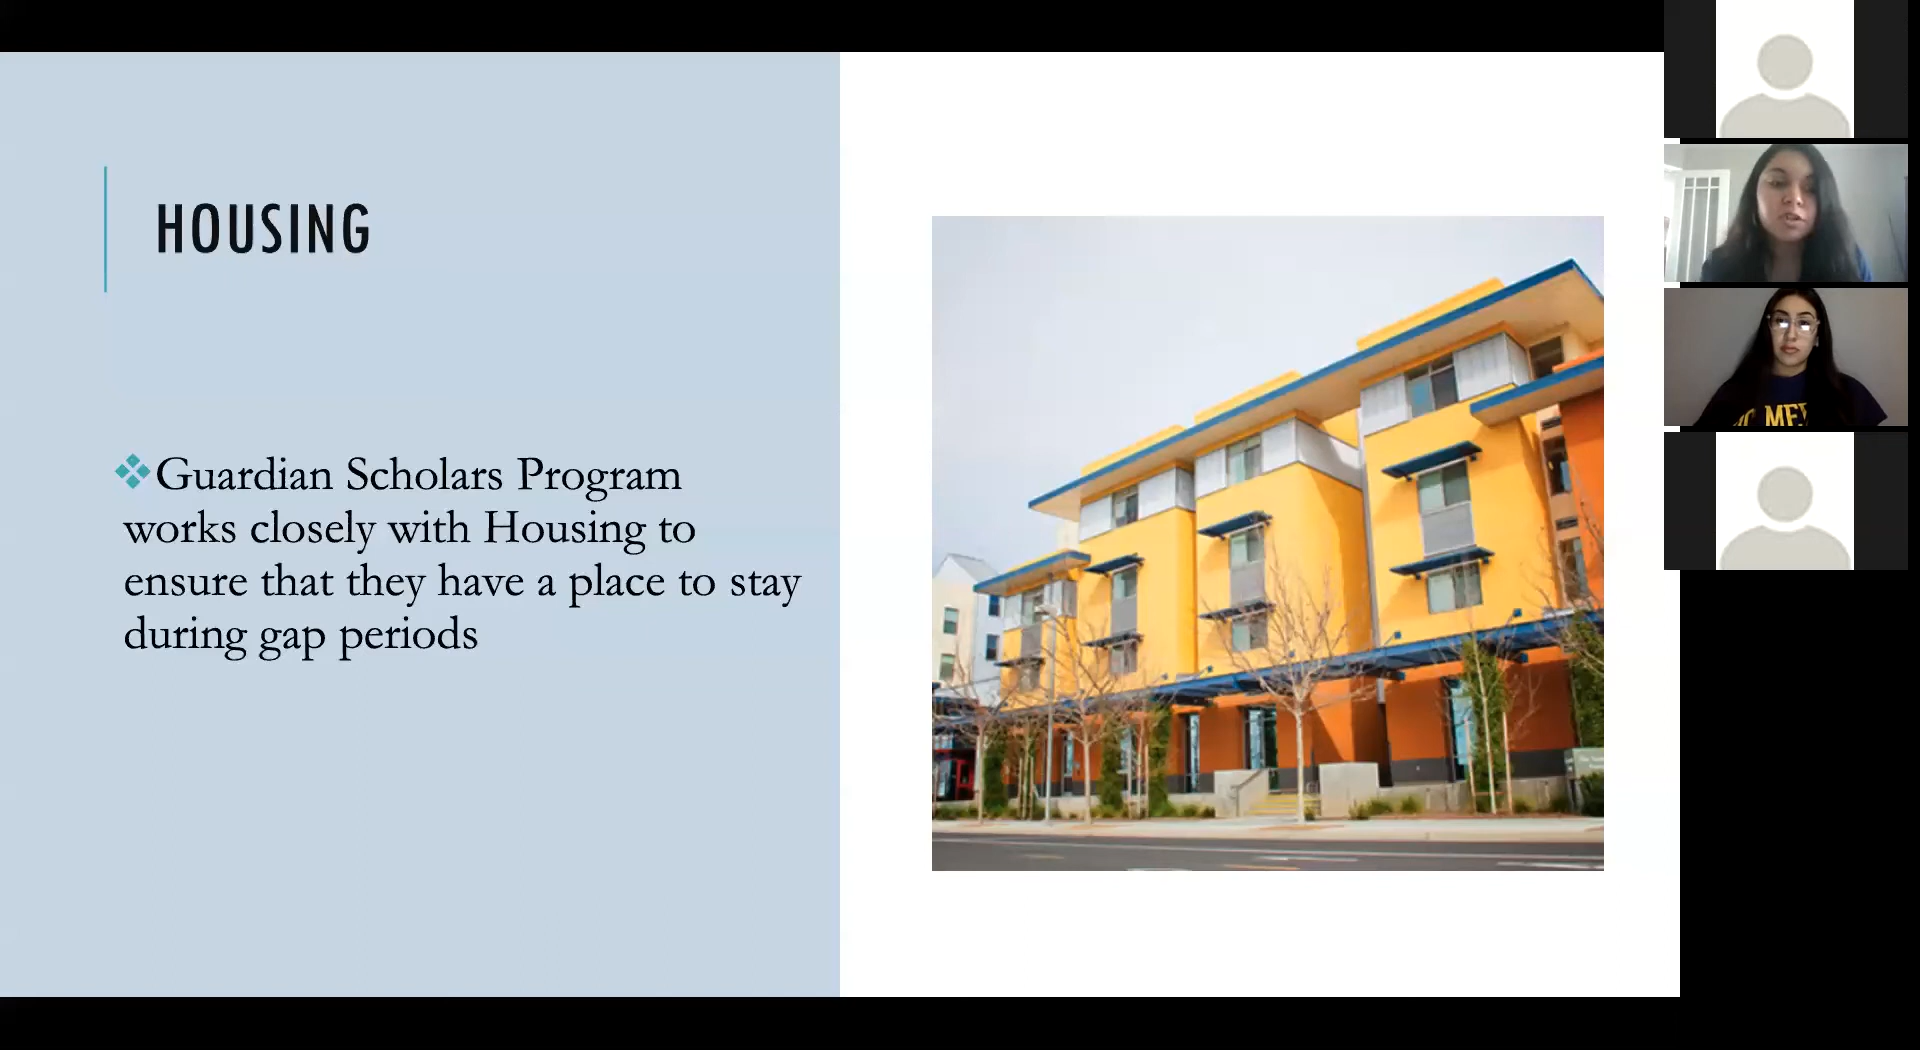 HOUSING
❖Guardian Scholars Program
works closely with Housing to
ensure that they have a place to stay
during gap periods